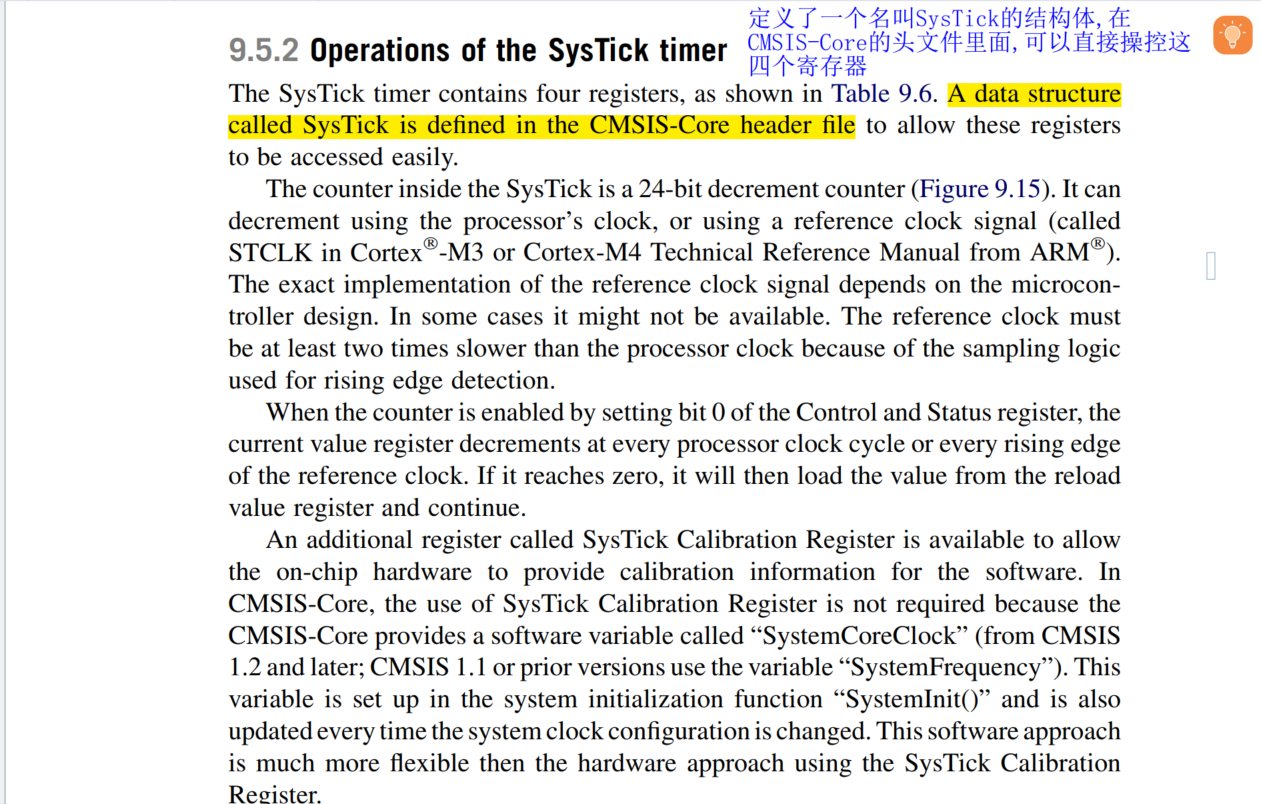 定义了一个名叫SysTick的结构体,在
CMSIS-Core的头文件里面,可以直接操控这
四个寄存器
9.5.2 Operations of the SysTick timer
The SysTick timer contains four registers, as shown in Table 9.6. A data structure
called SysTick is defined in the CMSIS-Core header file to allow these registers
to be accessed easily.
The counter inside the SysTick is a 24-bit decrement counter (Figure 9.15). It can
decrement using the processor’s clock, or using a reference clock signal (called
STCLK in Cortex®-M3 or Cortex-M4 Technical Reference Manual from ARM®).
The exact implementation of the reference clock signal depends on the microcon-
troller design. In some cases it might not be available. The reference clock must
be at least two times slower than the processor clock because of the sampling logic
used for rising edge detection.
When the counter is enabled by setting bit 0 of the Control and Status register, the
current value register decrements at every processor clock cycle or every rising edge
of the reference clock. If it reaches zero, it will then load the value from the reload
value register and continue.
An additional register called SysTick Calibration Register is available to allow
the on-chip hardware to provide calibration information for the software. In
CMSIS-Core, the use of SysTick Calibration Register is not required because the
CMSIS-Core provides a software variable called “SystemCoreClock” (from CMSIS
1.2 and later; CMSIS 1.1 or prior versions use the variable “SystemFrequency”). This
variable is set up in the system initialization function “SystemInit()” and is also
updated every time the system clock configuration is changed. This software approach
is much more flexible then the hardware approach using the SysTick Calibration
Register.